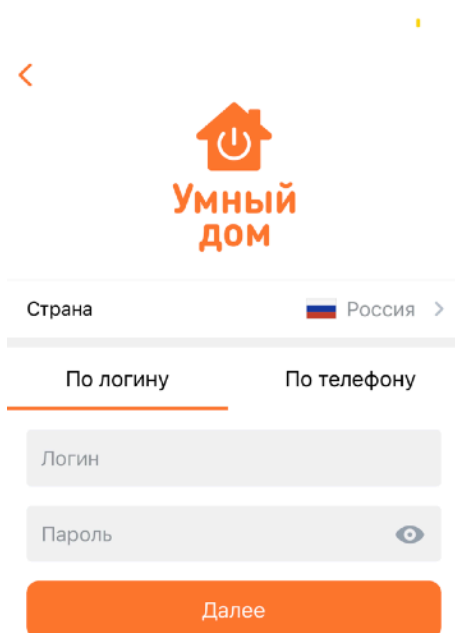 Умный
дом
Страна Россия
По логину По телефону
Логин
Пароль
Далее